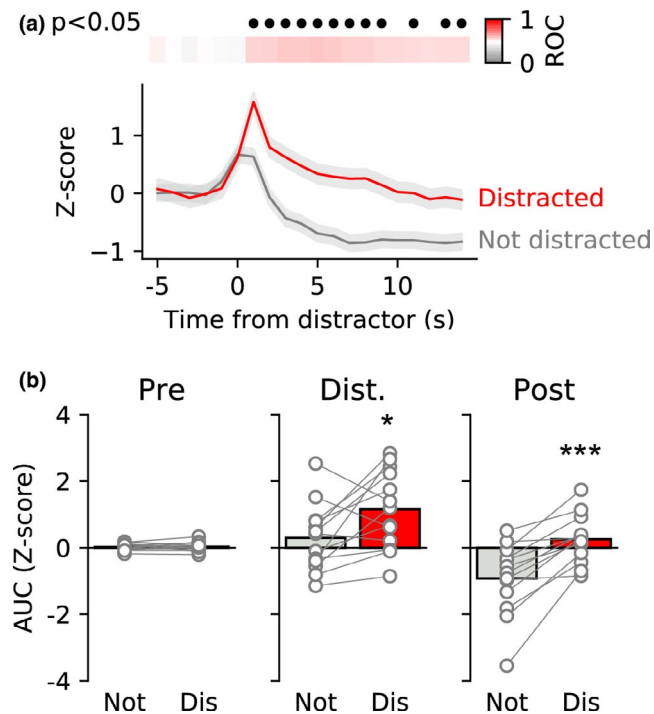 (a) p<0.05
1
0
ROC
1
0
−1
Z-score
-5 0 5 10
Time from distractor (s)
Distracted
Not distracted
(b)
Pre Dist. Post
4
2
0
-2
-4
AUC (Z-score)
* ***
Not Dis Not Dis Not Dis